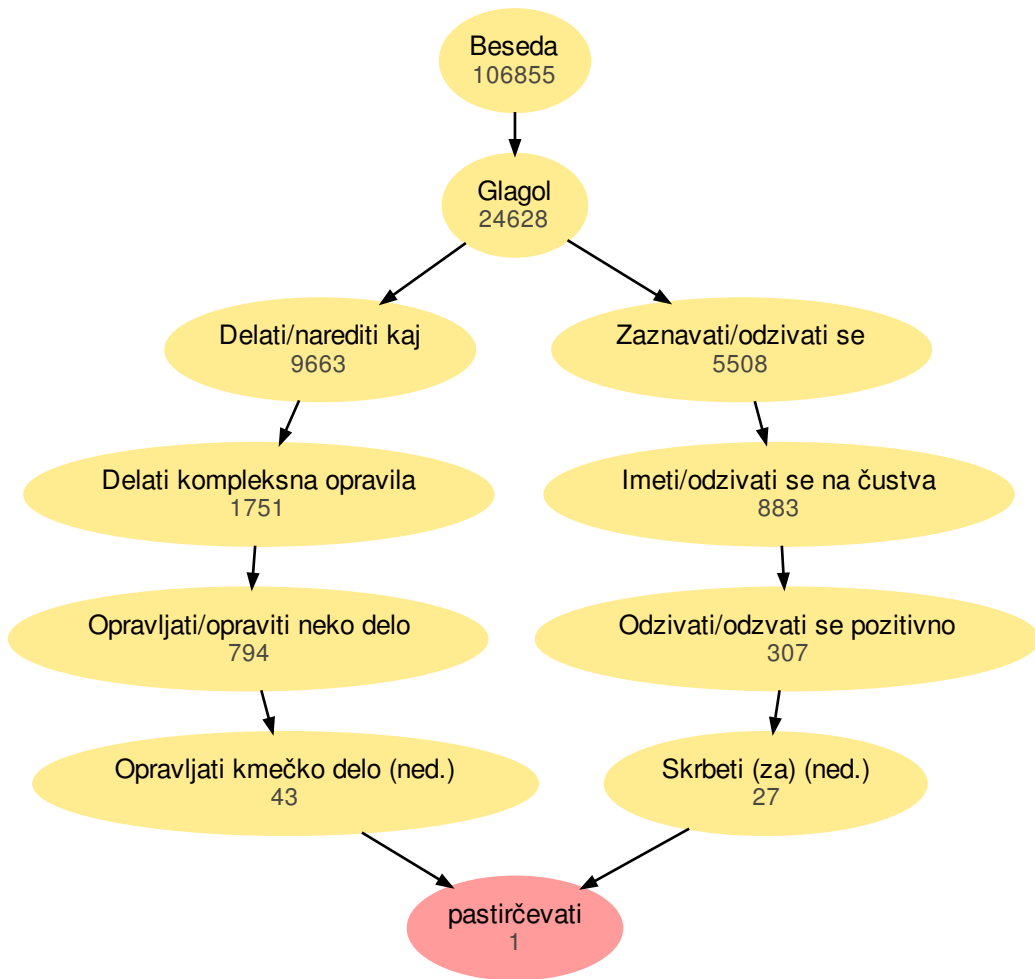 Beseda
106855
Glagol
24628
Delati/narediti kaj
9663
Zaznavati/odzivati se
5508
Delati kompleksna opravila
1751
Imeti/odzivati se na čustva
883
Opravljati/opraviti neko delo
794
Odzivati/odzvati se pozitivno
307
Opravljati kmečko delo (ned.)
43
Skrbeti (za) (ned.)
27
pastirčevati
1